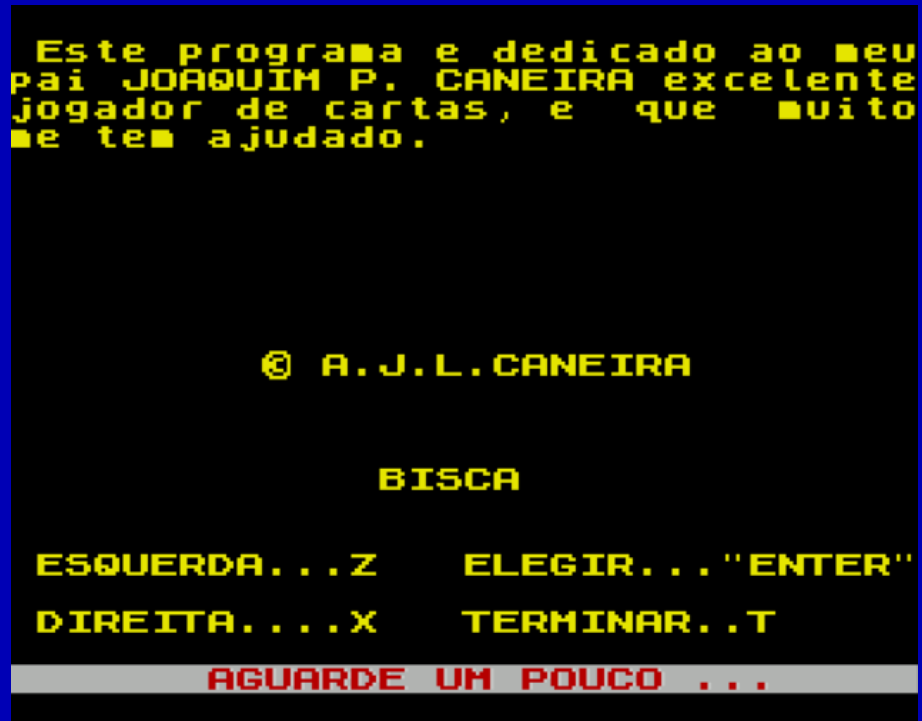 Este programa e dedicado ao meu
pai JOAQUIM P. CANEIRA excelente
jogador de cartas, e que muito
me tem ajudado.
© A.J.L.CANEIRA
BISCA
ESQUERDA...Z ELEGIR..."ENTER"
DIREITA....X TERMINAR..T
AGUARDE UM POUCO ...